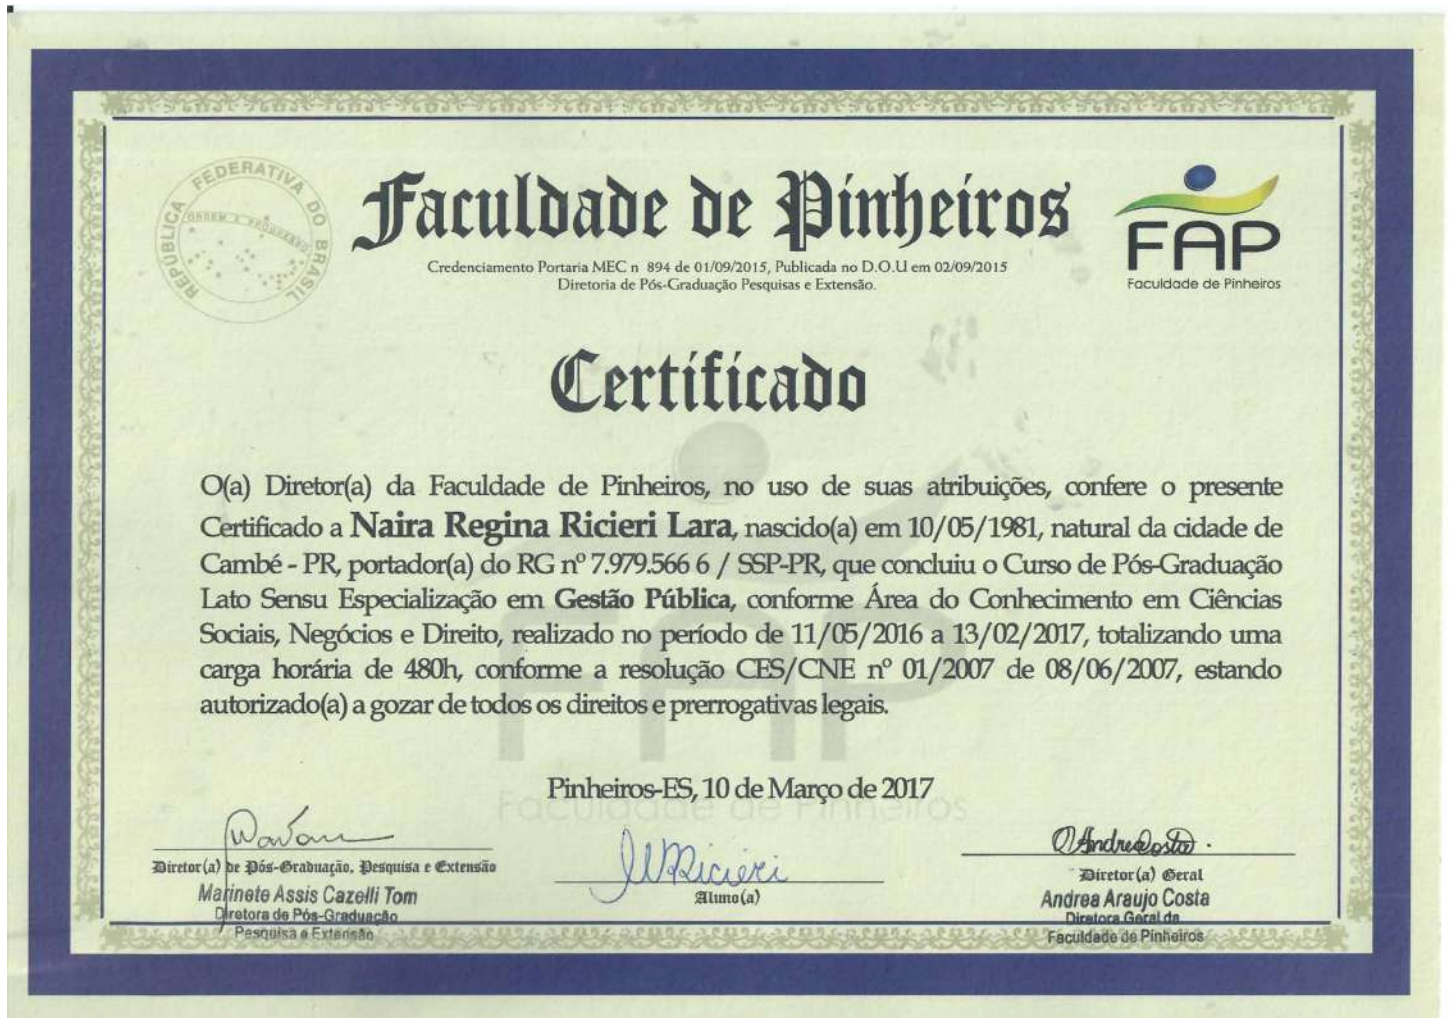 REPÚBLICA FEDERATIVA DO BRASIL
ORDEM E PROGRESSO
Faculdade de Pinheiros
Credenciamento Portaria MEC n 894 de 01/09/2015, Publicada no D.O.U em 02/09/2015
Diretoria de Pós-Graduação Pesquisas e Extensão.
FAP
Faculdade de Pinheiros
Certificado
O(a) Diretor(a) da Faculdade de Pinheiros, no uso de suas atribuições, confere o presente
Certificado a Naira Regina Ricieri Lara, nascido(a) em 10/05/1981, natural da cidade de
Cambé - PR, portador(a) do RG nº 7.979.566 6 / SSP-PR, que concluiu o Curso de Pós-Graduação
Lato Sensu Especialização em Gestão Pública, conforme Área do Conhecimento em Ciências
Sociais, Negócios e Direito, realizado no período de 11/05/2016 a 13/02/2017, totalizando uma
carga horária de 480h, conforme a resolução CES/CNE nº 01/2007 de 08/06/2007, estando
autorizado(a) a gozar de todos os direitos e prerrogativas legais.
FAP
Faculdade de Pinheiros
Pinheiros-ES, 10 de Março de 2017
Diretor(a) de Pós-Graduação, Pesquisa e Extensão
Marinete Assis Cazelli Tom
Diretora de Pós-Graduação
Pesquisa e Extensão
Ricieri
Aluno(a)
Andrea Costa
Diretor(a) Geral
Andrea Araujo Costa
Diretora Geral da
Faculdade de Pinheiros